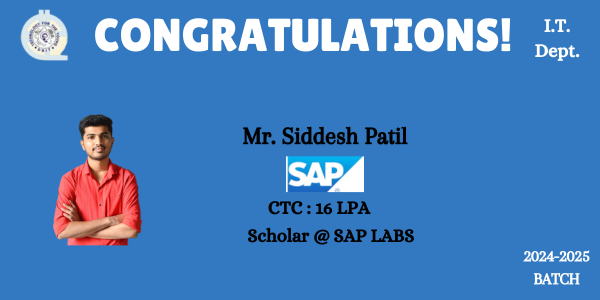 CONGRATULATIONS!
I.T.
Dept.
Mr. Siddesh Patil
SAP
CTC : 16 LPA
Scholar @ SAP LABS
2024-2025
BATCH